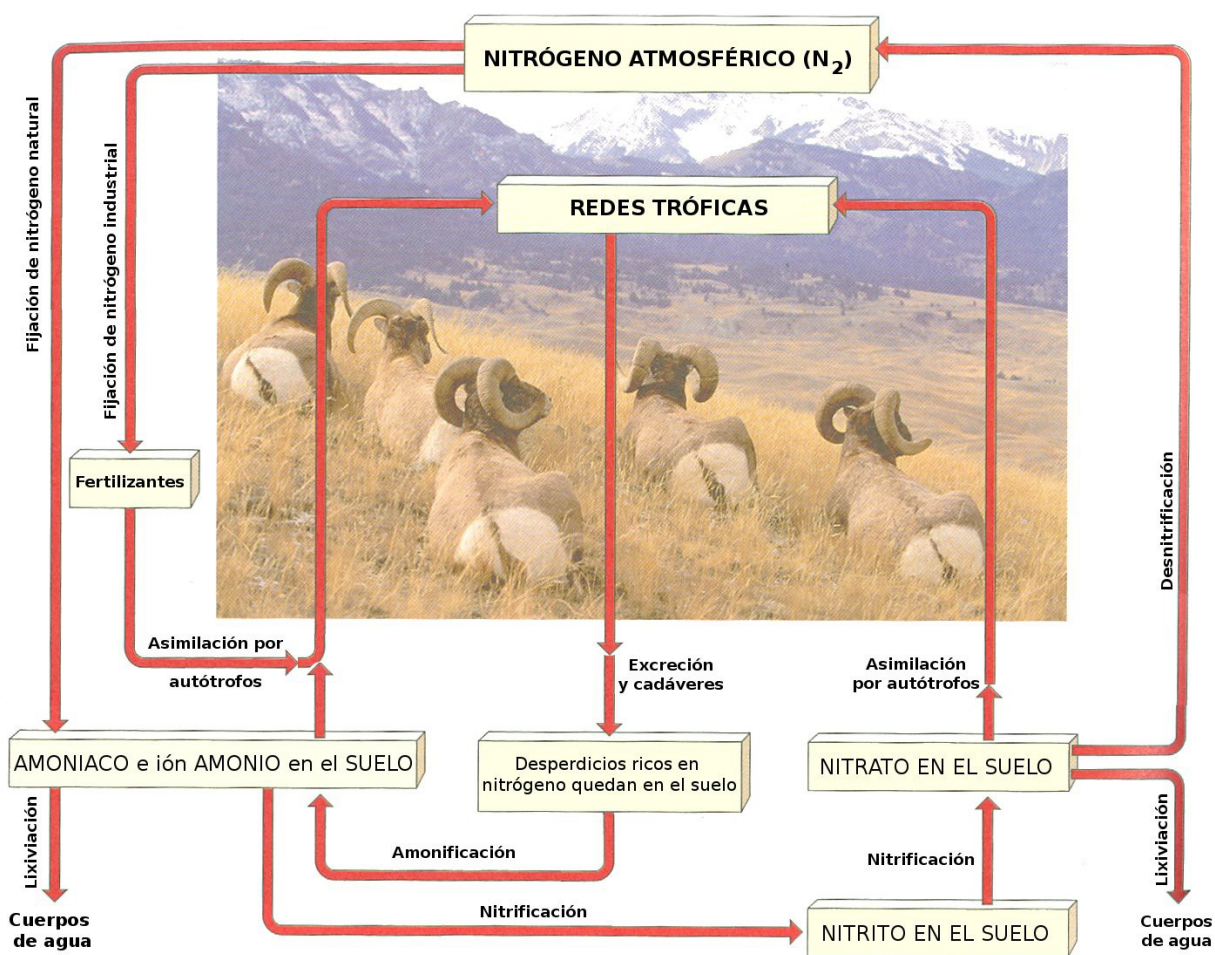 NITRÓGENO ATMOSFÉRICO (N2)
Fijación de nitrógeno natural
Fijación de nitrógeno industrial
REDES TRÓFICAS
Fertilizantes
Desnitrificación
Asimilación por
autótrofos
Excreción
y cadáveres
Asimilación
por autótrofos
AMONIACO e ión AMONIO en el SUELO
Desperdicios ricos en
nitrógeno quedan en el suelo
NITRATO EN EL SUELO
Lixiviación
Amonificación
Nitrificación
Lixiviación
Cuerpos
de agua
Nitrificación
NITRITO EN EL SUELO
Cuerpos
de agua